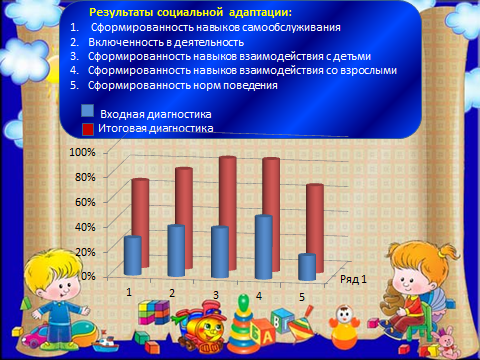 Результаты социальной адаптации:
1. Сформированность навыков самообслуживания
2. Включенность в деятельность
3. Сформированность навыков взаимодействия с детьми
4. Сформированность навыков взаимодействия со взрослыми
5. Сформированность норм поведения
Входная диагностика
Итоговая диагностика
100%
80%
60%
40%
20%
0%
1 2 3 4 5
Ряд 1
Б А В